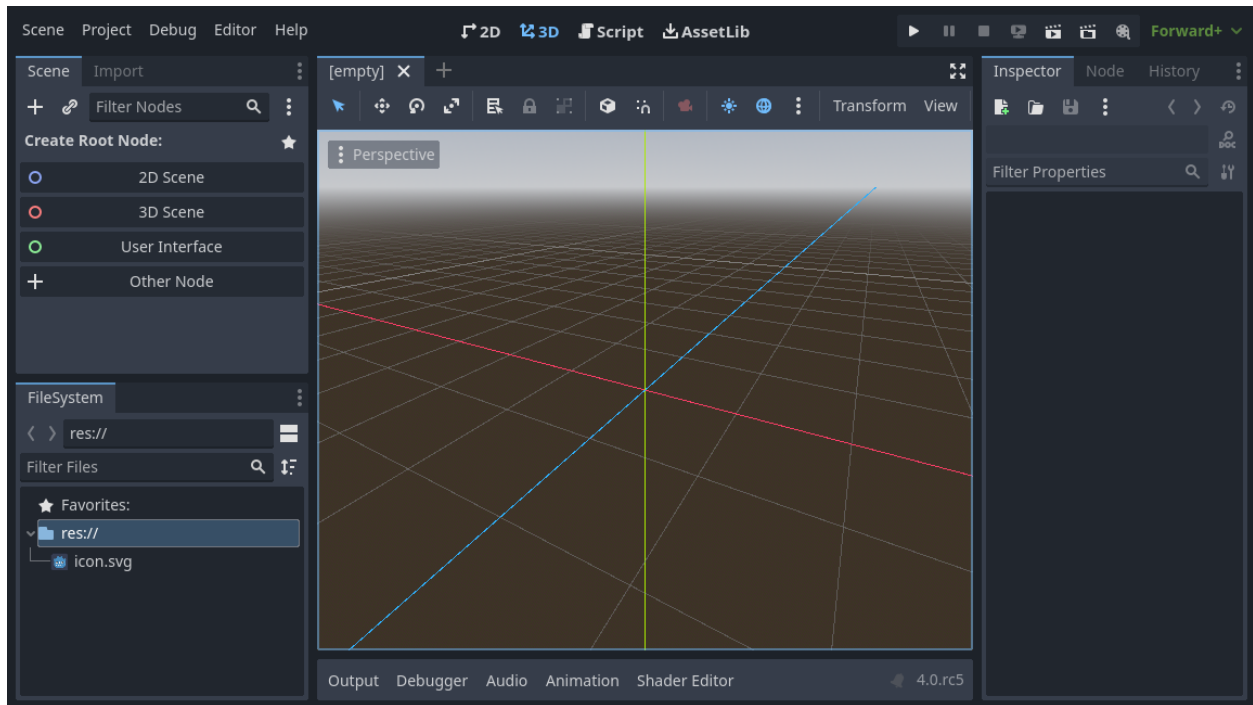 Scene Project Debug Editor Help
2D 3D Script AssetLib
Forward+
Scene Import
Filter Nodes
Create Root Node:
2D Scene
3D Scene
User Interface
Other Node
FileSystem
res://
Filter Files
Favorites:
res://
icon.svg
[empty]
Transform View
Perspective
Output Debugger Audio Animation Shader Editor
4.0.rc5
Inspector Node History
DOC
Filter Properties